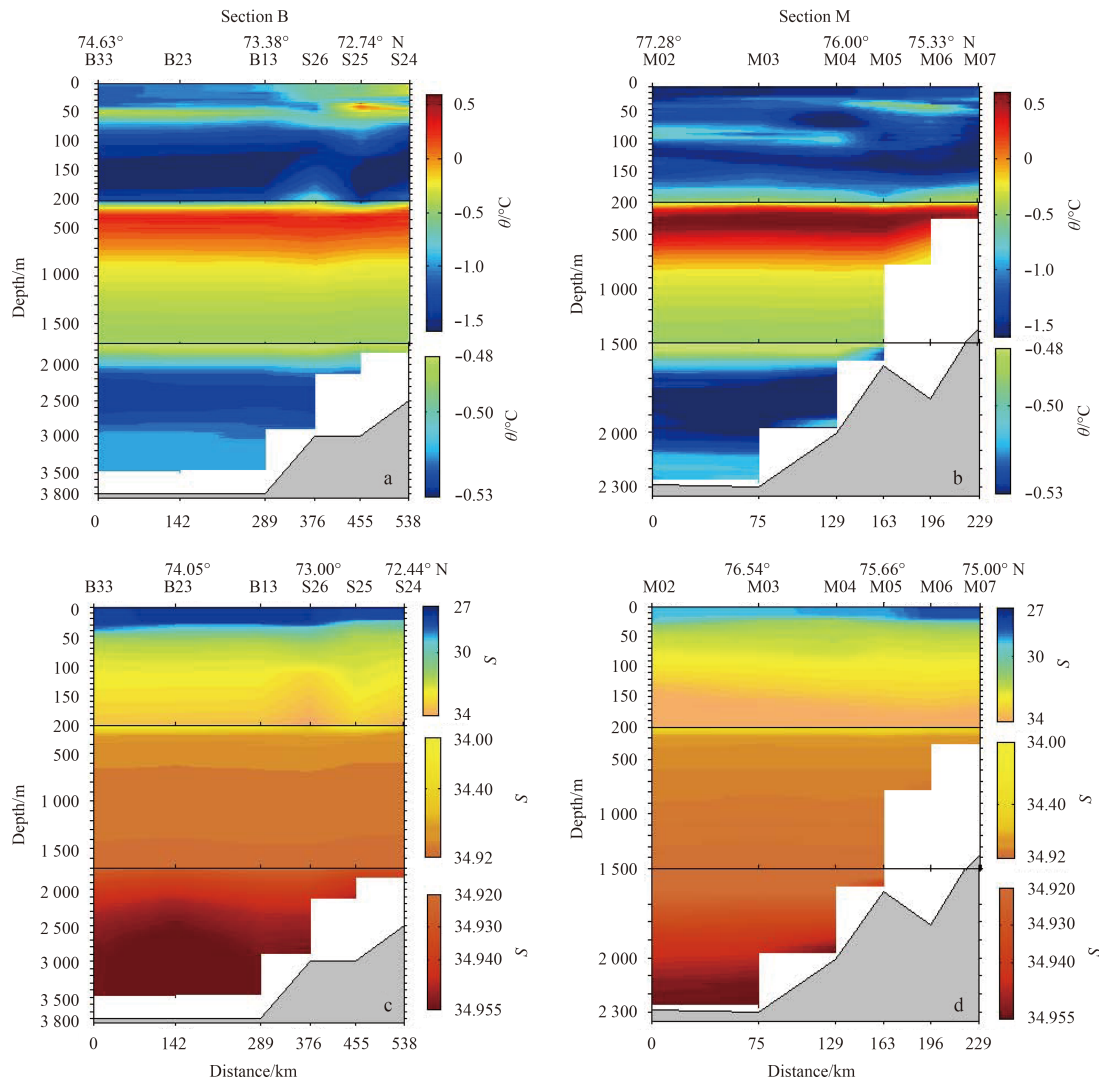 Section B
74.63° 73.38° 72.74° N
B33 B23 B13 S26 S25 S24
0
50
100
150
200
500
1 000
1 500
2 000
2 500
3 000
3 500
3 800
Depth/m
0 142 289 376 455 538
a
0.5
0
−0.5
−1.0
−1.5
θ/°C
−0.48
−0.50
−0.53
θ/°C
Section M
77.28° 76.00° 75.33° N
M02 M03 M04 M05 M06 M07
0
50
100
150
200
500
1 000
1 500
2 000
2 300
Depth/m
0 75 129 163 196 229
b
0.5
0
−0.5
−1.0
−1.5
θ/°C
−0.48
−0.50
−0.53
θ/°C
74.05° 73.00° 72.44° N
B33 B23 B13 S26 S25 S24
0
50
100
150
200
500
1 000
1 500
2 000
2 500
3 000
3 500
3 800
Depth/m
0 142 289 376 455 538
Distance/km
c
27
30
34
S
34.00
34.40
34.92
S
34.920
34.930
34.940
34.955
S
76.54° 75.66° 75.00° N
M02 M03 M04 M05 M06 M07
0
50
100
150
200
500
1 000
1 500
2 000
2 300
Depth/m
0 75 129 163 196 229
Distance/km
d
27
30
34
S
34.00
34.40
34.92
S
34.920
34.930
34.940
34.955
S